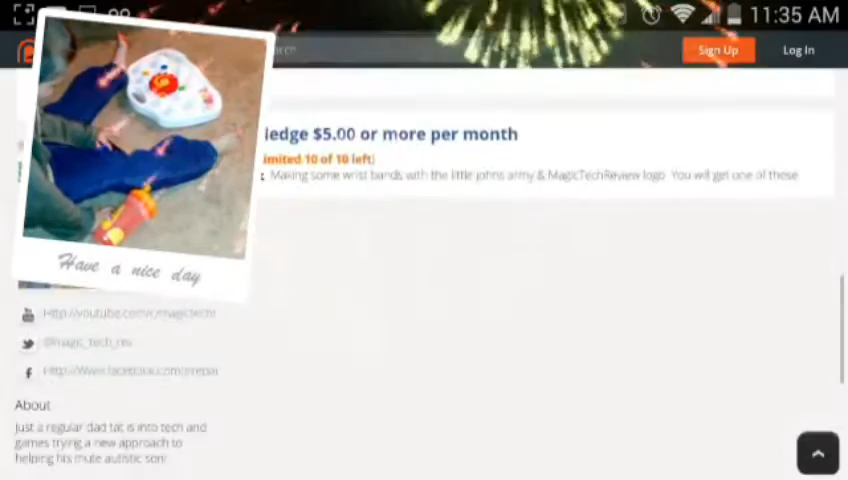 11:35 AM
Sign Up
Log In
ledge $5.00 or more per month
imited 10 of 10 left)
Making some wrist bands with the little johns army & MagicTechReview logo. You will get one of these
Have a nice day
@magic_tech_rev
About
Just a regular dad tat is into tech and
games trying a new approach to
helping his mute autistic son!